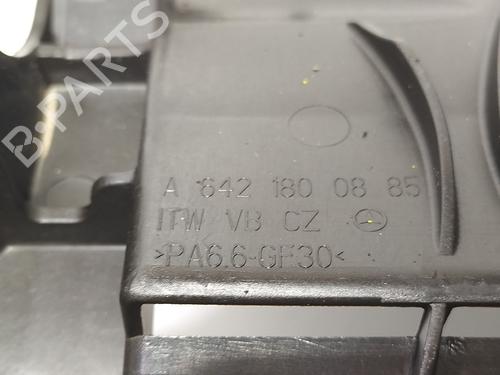 B-PARTS
A 642 180 08 85
ITW VB CZ
>PA6.6-GF30<